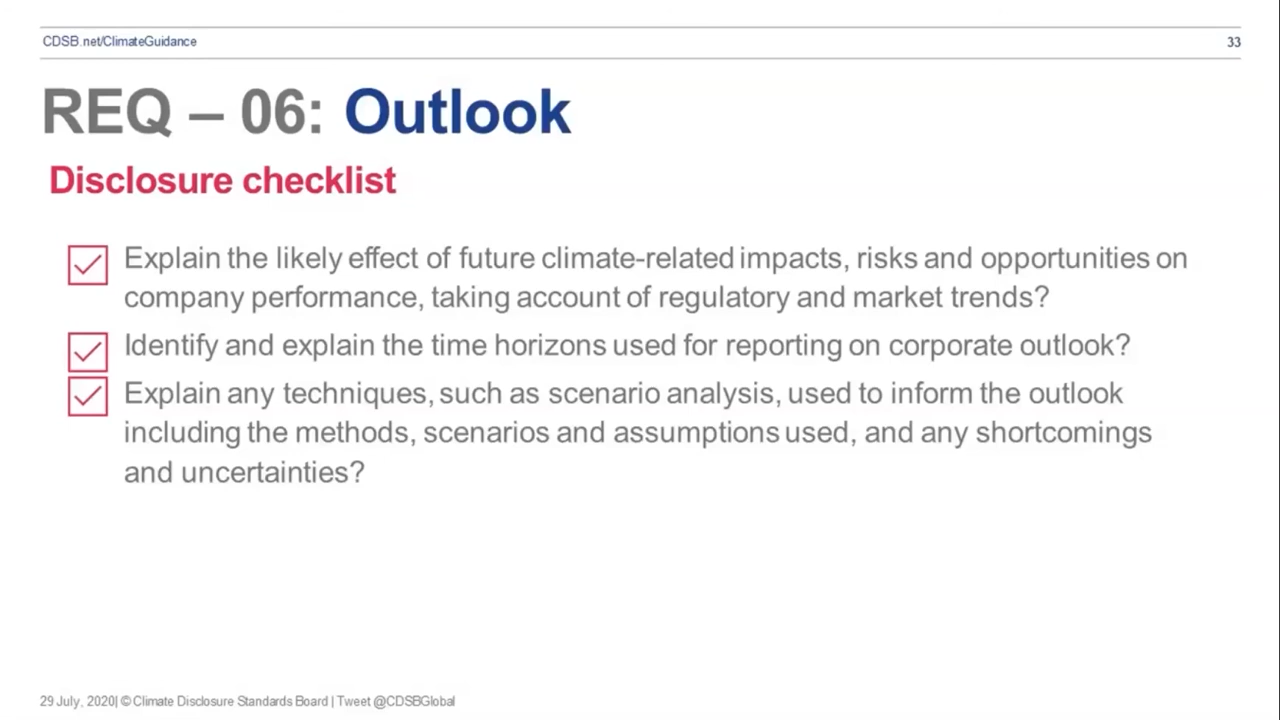 CDSB.net/ClimateGuidance
33
REQ – 06: Outlook
Disclosure checklist
Explain the likely effect of future climate-related impacts, risks and opportunities on
company performance, taking account of regulatory and market trends?
Identify and explain the time horizons used for reporting on corporate outlook?
Explain any techniques, such as scenario analysis, used to inform the outlook
including the methods, scenarios and assumptions used, and any shortcomings
and uncertainties?
29 July, 2020| © Climate Disclosure Standards Board | Tweet @CDSBGlobal